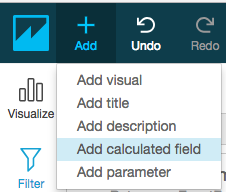 Add
Undo
Redo
Visualize
Filter
Add visual
Add title
Add description
Add calculated field
Add parameter